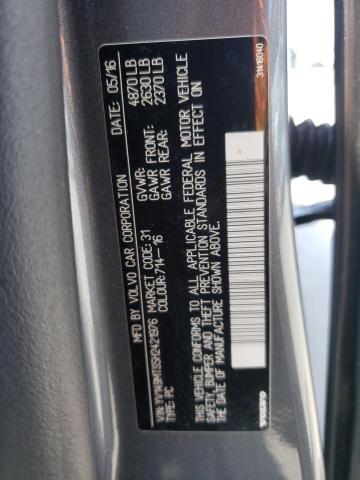 MFD BY VOLVO CAR CORPORATION DATE: 05/16
GVWR: 4870 LB
GAWR FRONT: 2630 LB
GAWR REAR: 2370 LB
MARKET CODE: 31
COLOUR: 714-16
TYPE: PC
THIS VEHICLE CONFORMS TO ALL APPLICABLE FEDERAL MOTOR VEHICLE
SAFETY, BUMPER AND THEFT PREVENTION STANDARDS IN EFFECT ON
THE DATE OF MANUFACTURE SHOWN ABOVE.
VOLVO
31416040